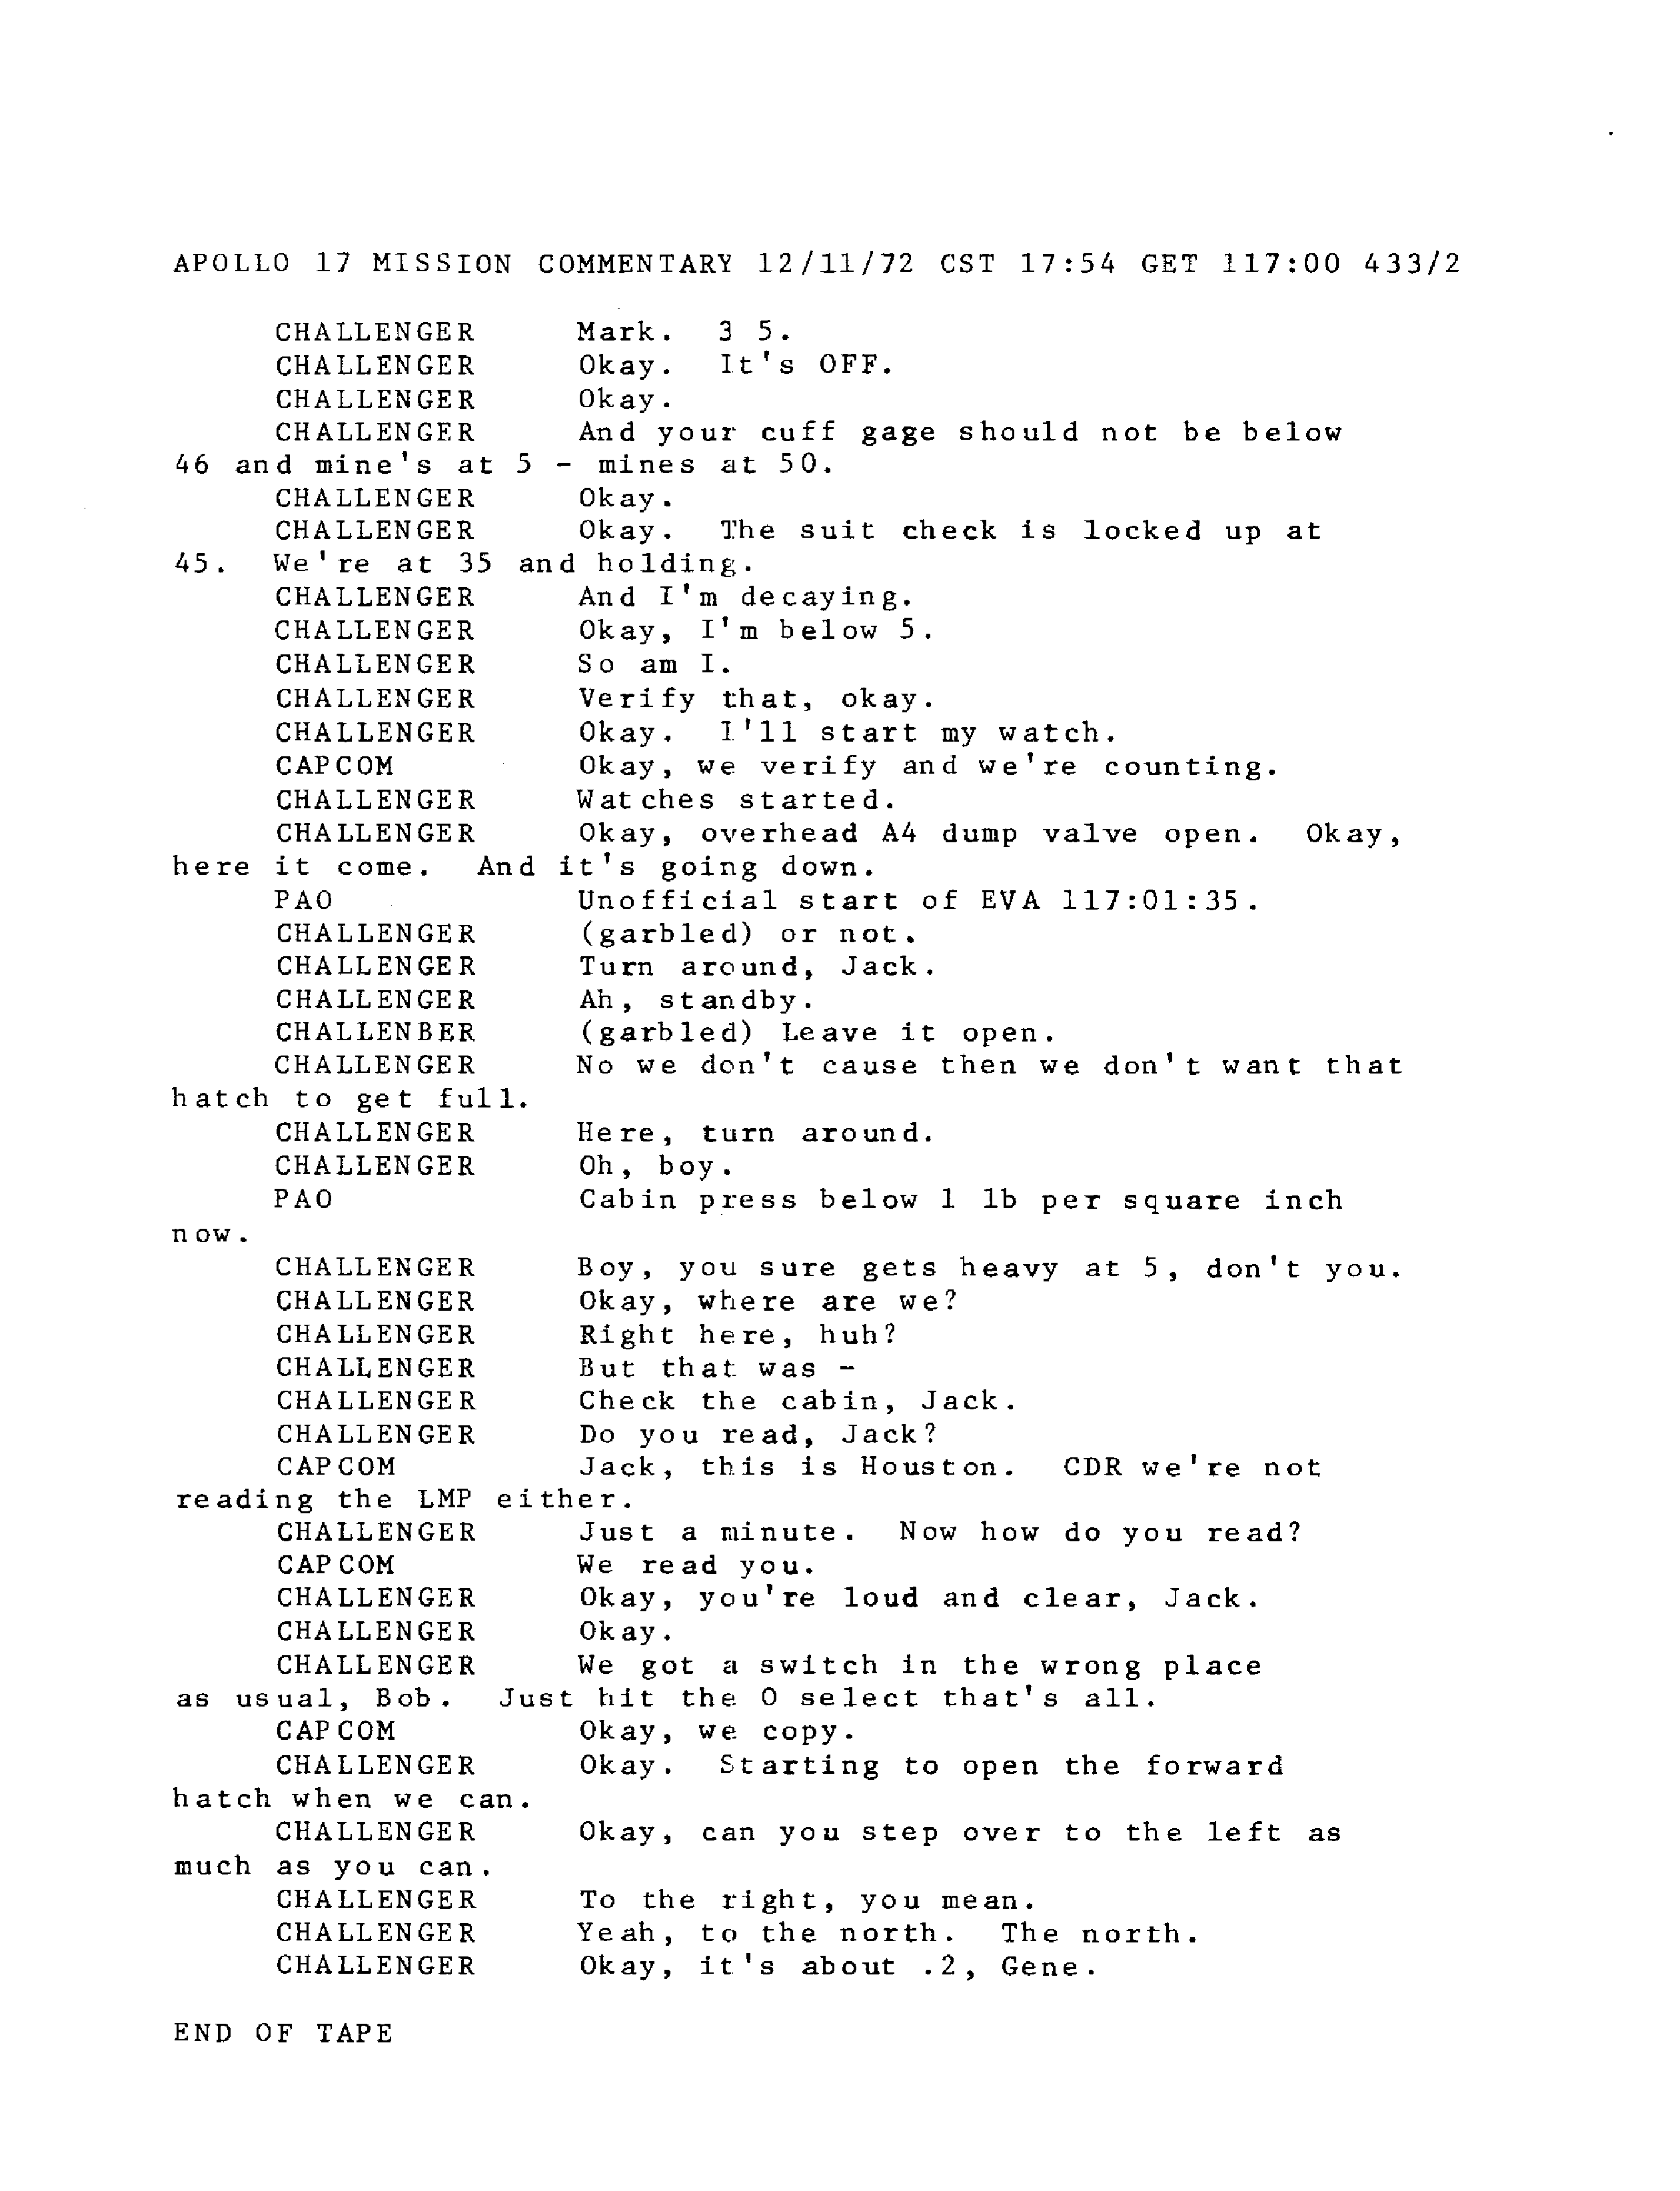 APOLLO 17 MISSION COMMENTARY 12/11/72 CST 17:54 GET 117:00 433/2
CHALLENGER Mark. 3 5.
CHALLENGER Okay. It's OFF.
CHALLENGER Okay.
CHALLENGER And your cuff gage should not be below
46 and mine's at 5 - mines at 50.
CHALLENGER Okay.
CHALLENGER Okay. The suit check is locked up at
45. We're at 35 and holding.
CHALLENGER And I'm decaying.
CHALLENGER Okay, I'm below 5.
CHALLENGER So am I.
CHALLENGER Verify that, okay.
CHALLENGER Okay. I'll start my watch.
CAPCOM Okay, we verify and we're counting.
CHALLENGER Watches started.
CHALLENGER Okay, overhead A4 dump valve open. Okay,
here it come. And it's going down.
PAO Unofficial start of EVA 117:01:35.
CHALLENGER (garbled) or not.
CHALLENGER Turn around, Jack.
CHALLENGER Ah, standby.
CHALLENBER (garbled) Leave it open.
CHALLENGER No we don't cause then we don't want that
hatch to get full.
CHALLENGER Here, turn around.
CHALLENGER Oh, boy.
PAO Cabin press below 1 lb per square inch
now.
CHALLENGER Boy, you sure gets heavy at 5, don't you.
CHALLENGER Okay, where are we?
CHALLENGER Right here, huh?
CHALLENGER But that was -
CHALLENGER Check the cabin, Jack.
CHALLENGER Do you read, Jack?
CAPCOM Jack, this is Houston. CDR we're not
reading the LMP either.
CHALLENGER Just a minute. Now how do you read?
CAPCOM We read you.
CHALLENGER Okay, you're loud and clear, Jack.
CHALLENGER Okay.
CHALLENGER We got a switch in the wrong place
as usual, Bob. Just hit the O select that's all.
CAPCOM Okay, we copy.
CHALLENGER Okay. Starting to open the forward
hatch when we can.
CHALLENGER Okay, can you step over to the left as
much as you can.
CHALLENGER To the right, you mean.
CHALLENGER Yeah, to the north. The north.
CHALLENGER Okay, it's about .2, Gene.
END OF TAPE